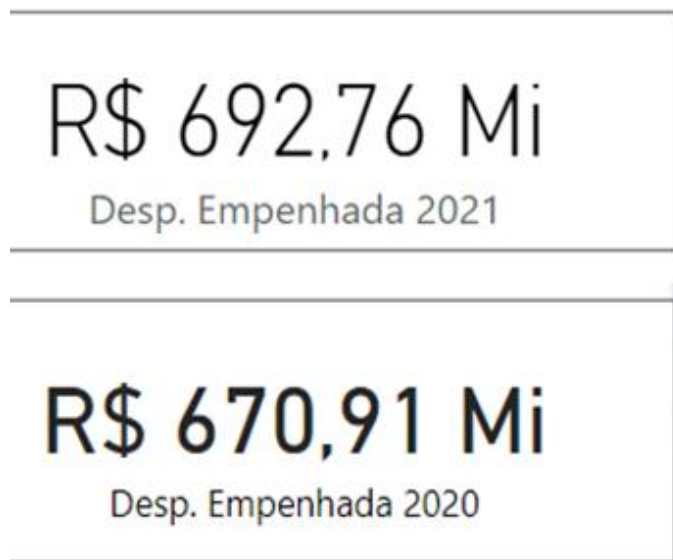 R$ 692,76 Mi
Desp. Empenhada 2021
R$ 670,91 Mi
Desp. Empenhada 2020